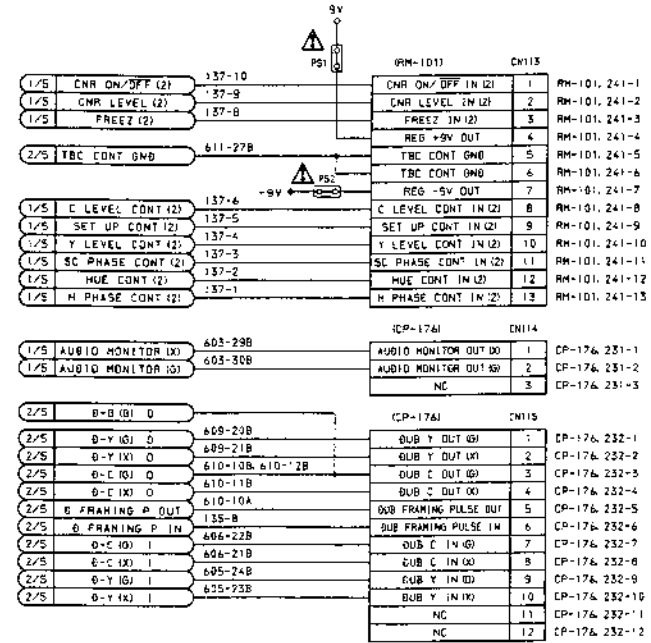 9V
PS1
(RM-101) CN113
1/5 CNR ON/OFF (2) 137-10 CNR ON/OFF IN (2) 1 RM-101, 241-1
1/5 CNR LEVEL (2) 137-9 CNR LEVEL IN (2) 2 RM-101, 241-2
1/5 FREEZ (2) 137-8 FREEZ IN (2) 3 RM-101, 241-3
REG +9V OUT 4 RM-101, 241-4
2/5 TBC CONT GND 611-27B TBC CONT GND 5 RM-101, 241-5
TBC CONT GND 6 RM-101, 241-6
-9V PS2 REG -9V OUT 7 RM-101, 241-7
1/5 C LEVEL CONT (2) 137-6 C LEVEL CONT IN (2) 8 RM-101, 241-8
1/5 SET UP CONT (2) 137-5 SET UP CONT IN (2) 9 RM-101, 241-9
1/5 Y LEVEL CONT (2) 137-4 Y LEVEL CONT IN (2) 10 RM-101, 241-10
1/5 SC PHASE CONT (2) 137-3 SC PHASE CONT IN (2) 11 RM-101, 241-11
1/5 HUE CONT (2) 137-2 HUE CONT IN (2) 12 RM-101, 241-12
1/5 H PHASE CONT (2) 137-1 H PHASE CONT IN (2) 13 RM-101, 241-13
(CP-176) CN114
1/5 AUDIO MONITOR (X) 603-29B AUDIO MONITOR OUT (X) 1 CP-176, 231-1
1/5 AUDIO MONITOR (G) 603-30B AUDIO MONITOR OUT (G) 2 CP-176, 231-2
NC 3 CP-176, 231-3
2/5 (G) O
(CP-176) CN115
2/5 D-Y (G) O 609-20B DUB Y OUT (G) 1 CP-176, 232-1
2/5 D-Y (X) O 609-21B DUB Y OUT (X) 2 CP-176, 232-2
2/5 D-C (G) O 610-10B, 610-12B DUB C OUT (G) 3 CP-176, 232-3
2/5 D-C (X) O 610-11B DUB C OUT (X) 4 CP-176, 232-4
2/5 D FRAMING P OUT 610-10A DUB FRAMING PULSE OUT 5 CP-176, 232-5
2/5 D FRAMING P IN 135-8 DUB FRAMING PULSE IN 6 CP-176, 232-6
2/5 D-C (G) I 606-22B DUB C IN (G) 7 CP-176, 232-7
2/5 D-C (X) I 606-21B DUB C IN (X) 8 CP-176, 232-8
2/5 D-Y (G) I 605-24B DUB Y IN (G) 9 CP-176, 232-9
2/5 D-Y (X) I 605-23B DUB Y IN (X) 10 CP-176, 232-10
NC 11 CP-176, 232-11
NC 12 CP-176, 232-12